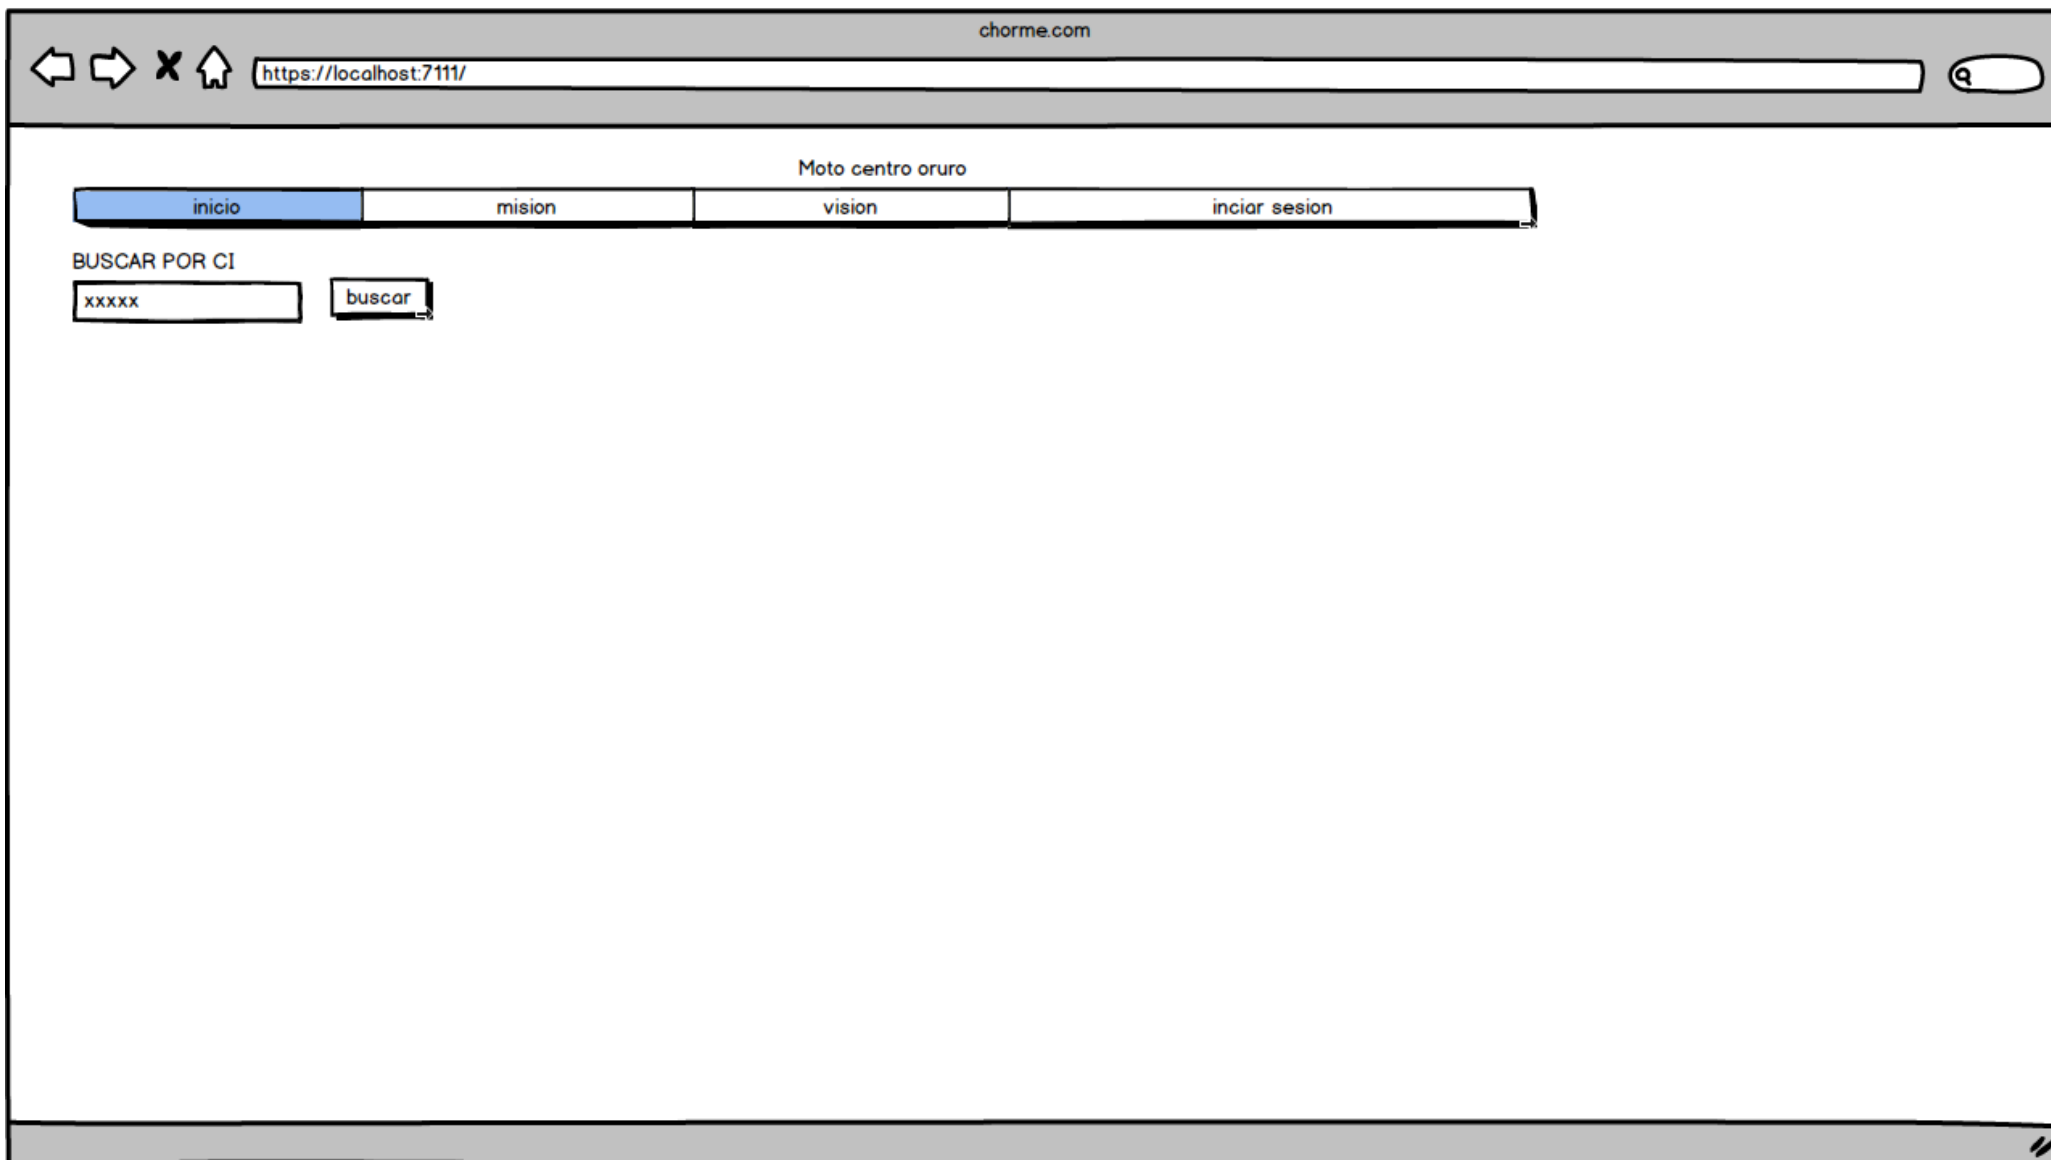 chorme.com
https://localhost:7111/
Moto centro oruro
inicio mision vision inciar sesion
BUSCAR POR CI
xxxxx buscar